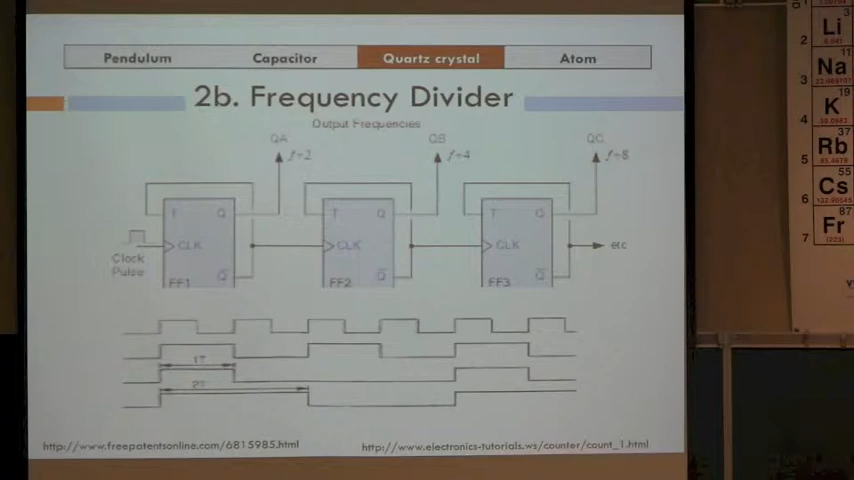 Pendulum Capacitor Quartz crystal Atom
2b. Frequency Divider
Output Frequencies
QA QB QC
f÷2 f÷4 f÷8
T Q T Q T Q
CLK CLK CLK etc
Clock
Pulse
Q Q Q
FF1 FF2 FF3
1T
2T
http://www.freepatentsonline.com/6815985.html http://www.electronics-tutorials.ws/counter/count_1.html
3
Li
2
11
Na
3
19
K
4
37
Rb
5
55
Cs
6
87
Fr
(223)
7